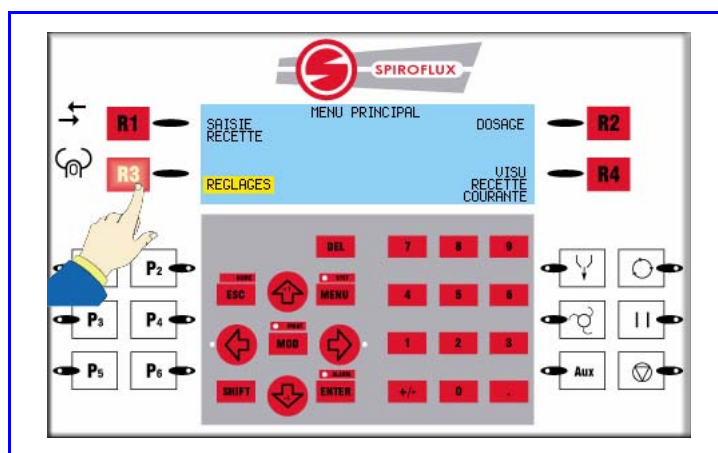 SPIROFLUX
MENU PRINCIPAL
R1
SAISIE
RECETTE
DOSAGE
R2
R3
REGLAGES
VISU
RECETTE
COURANTE
R4
DEL
7
8
9
P2
ESC
MENU
4
5
6
P3
P4
MOD
1
2
3
P5
P6
SHIFT
ENTER
+/-
0
.
Aux